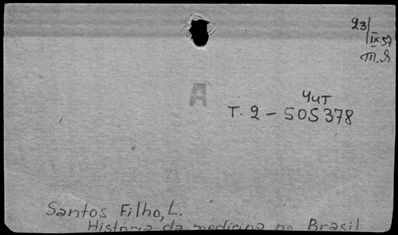 23/
IX 57
m.S
A
Чит
T. 2 - 505378
Santos Filho, L.
História da medicina no Brasil